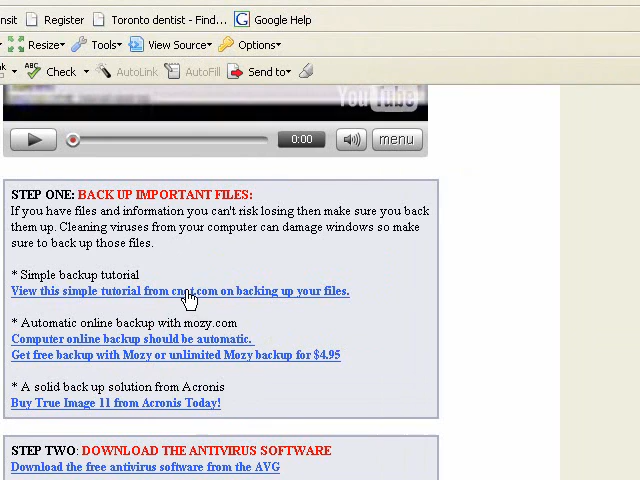 nsit Register Toronto dentist - Find... G Google Help
Resize Tools View Source Options
Check AutoLink AutoFill Send to
YouTube
0:00 menu
STEP ONE: BACK UP IMPORTANT FILES:
If you have files and information you can't risk losing then make sure you back
them up. Cleaning viruses from your computer can damage windows so make
sure to back up those files.
* Simple backup tutorial
View this simple tutorial from cnet.com on backing up your files.
* Automatic online backup with mozy.com
Computer online backup should be automatic.
Get free backup with Mozy or unlimited Mozy backup for $4.95
* A solid back up solution from Acronis
Buy True Image 11 from Acronis Today!
STEP TWO: DOWNLOAD THE ANTIVIRUS SOFTWARE
Download the free antivirus software from the AVG